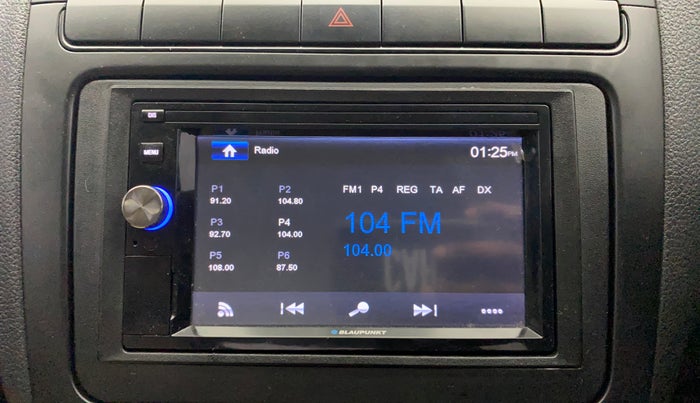 DIS
MENU
Radio
01:25PM
P1
91.20
P2
104.80
P3
92.70
P4
104.00
P5
108.00
P6
87.50
FM1 P4 REG TA AF DX
104 FM
104.00
BLAUPUNKT